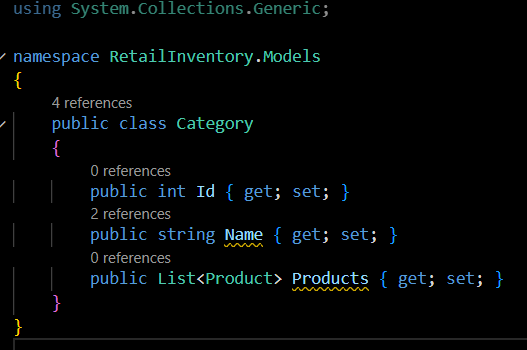 using System.Collections.Generic;
namespace RetailInventory.Models
{
4 references
public class Category
{
0 references
public int Id { get; set; }
2 references
public string Name { get; set; }
0 references
public List<Product> Products { get; set; }
}
}